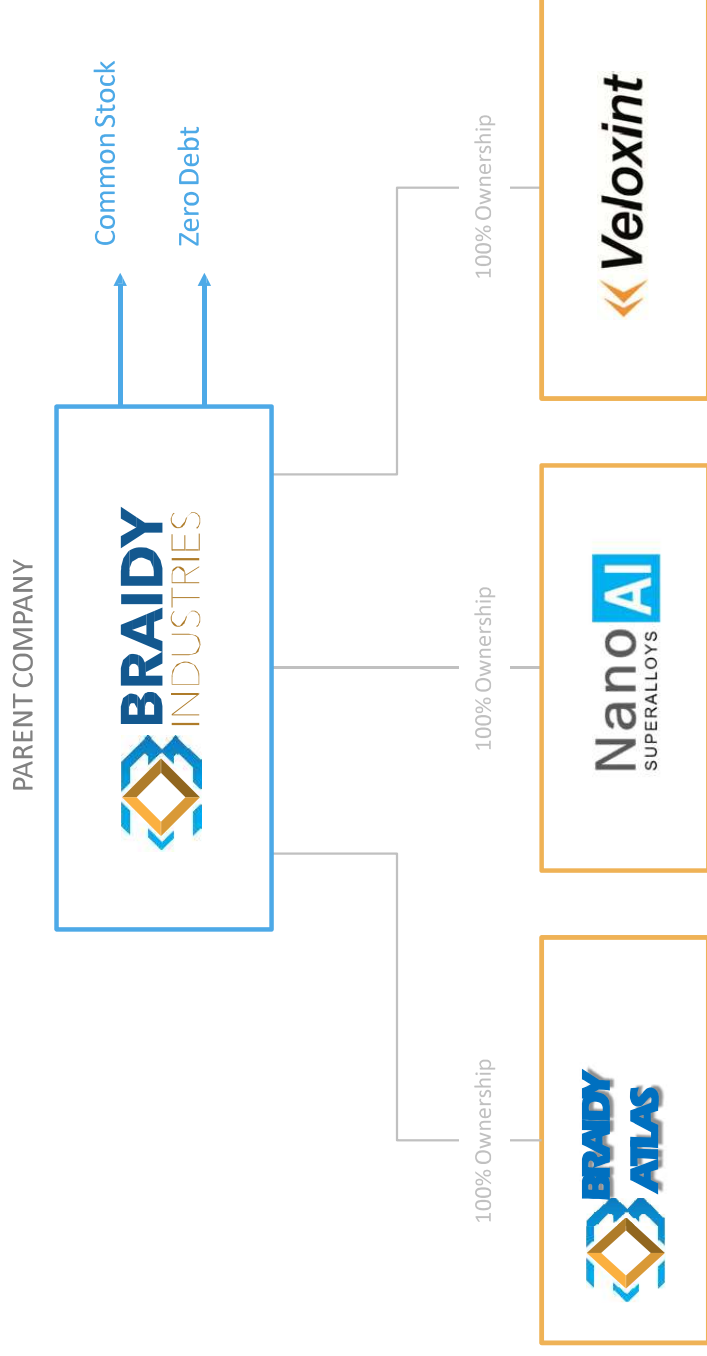 PARENT COMPANY
BRAIDY
INDUSTRIES
Common Stock
Zero Debt
100% Ownership
100% Ownership
100% Ownership
BRAIDY
ATLAS
Nano Al
SUPERALLOYS
Veloxint